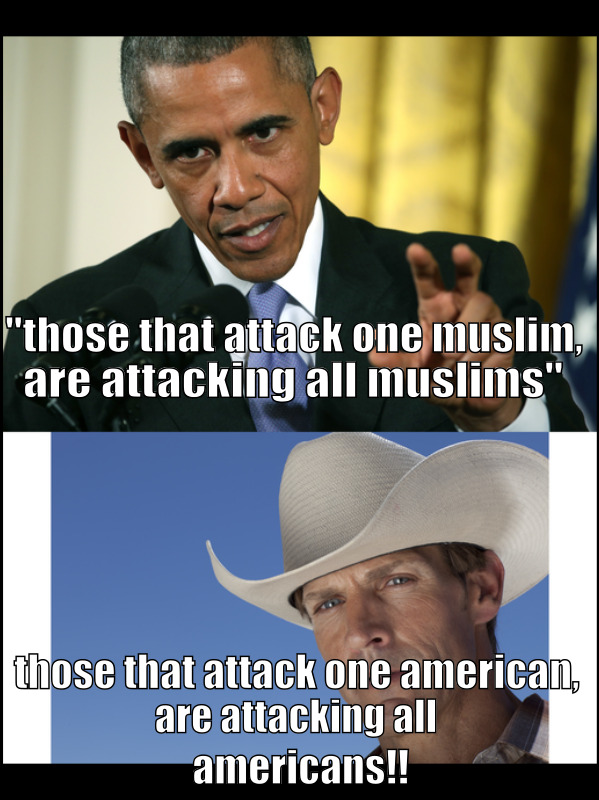 "those that attack one muslim,
are attacking all muslims"
those that attack one american,
are attacking all
americans!!